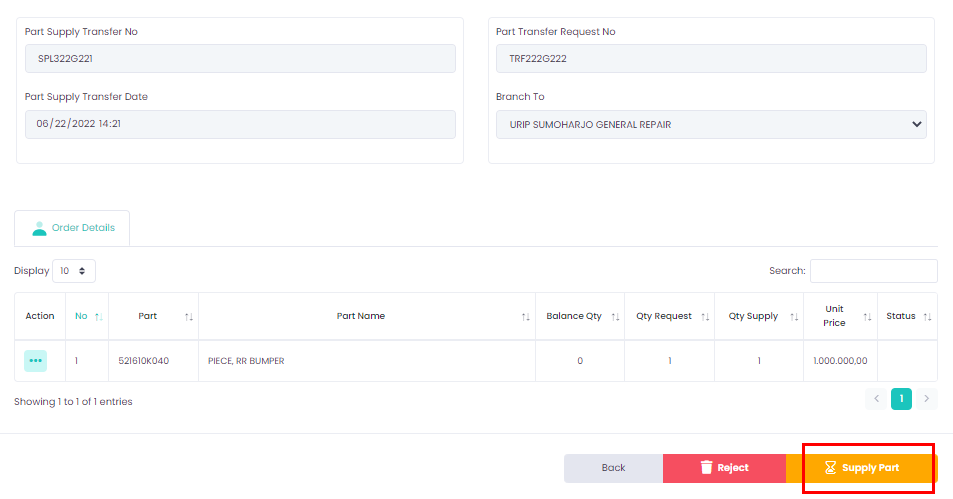 Part Supply Transfer No
SPL322G221
Part Supply Transfer Date
06/22/2022 14:21
Part Transfer Request No
TRF222G222
Branch To
URIP SUMOHARJO GENERAL REPAIR
Order Details
Display 10
Search:
Action No Part Part Name Balance Qty Qty Request Qty Supply Unit Price Status
1 521610K040 PIECE, RR BUMPER 0 1 1 1.000.000,00
Showing 1 to 1 of 1 entries
1
Back Reject Supply Part